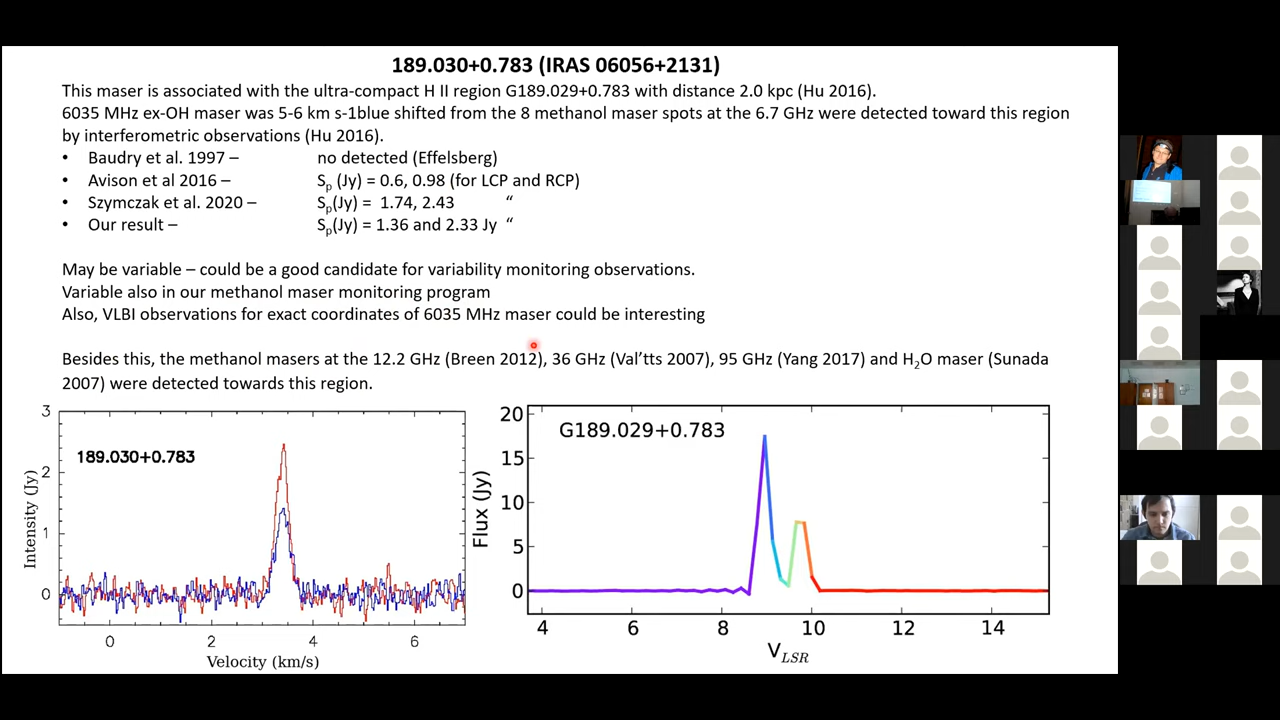 189.030+0.783 (IRAS 06056+2131)
This maser is associated with the ultra-compact H II region G189.029+0.783 with distance 2.0 kpc (Hu 2016).
6035 MHz ex-OH maser was 5-6 km s-1blue shifted from the 8 methanol maser spots at the 6.7 GHz were detected toward this region
by interferometric observations (Hu 2016).
• Baudry et al. 1997 – no detected (Effelsberg)
• Avison et al 2016 – Sp (Jy) = 0.6, 0.98 (for LCP and RCP)
• Szymczak et al. 2020 – Sp(Jy) = 1.74, 2.43 “
• Our result – Sp(Jy) = 1.36 and 2.33 Jy “
May be variable – could be a good candidate for variability monitoring observations.
Variable also in our methanol maser monitoring program
Also, VLBI observations for exact coordinates of 6035 MHz maser could be interesting
Besides this, the methanol masers at the 12.2 GHz (Breen 2012), 36 GHz (Val’tts 2007), 95 GHz (Yang 2017) and H2O maser (Sunada
2007) were detected towards this region.
189.030+0.783
Intensity (Jy)
3
2
1
0
0 2 4 6
Velocity (km/s)
G189.029+0.783
Flux (Jy)
20
15
10
5
0
4 6 8 10 12 14
VLSR